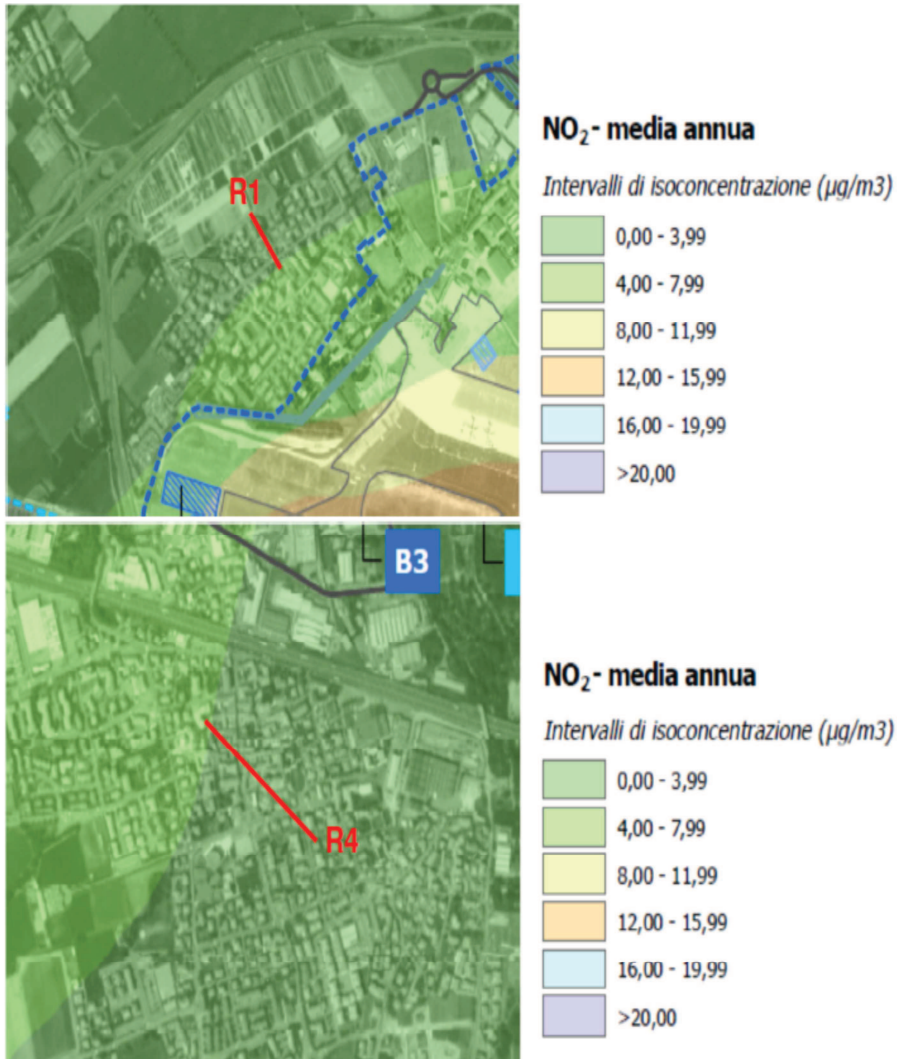 R1
NO₂ - media annua
Intervalli di isoconcentrazione (µg/m3)
0,00 - 3,99
4,00 - 7,99
8,00 - 11,99
12,00 - 15,99
16,00 - 19,99
>20,00
B3
R4
NO₂ - media annua
Intervalli di isoconcentrazione (µg/m3)
0,00 - 3,99
4,00 - 7,99
8,00 - 11,99
12,00 - 15,99
16,00 - 19,99
>20,00